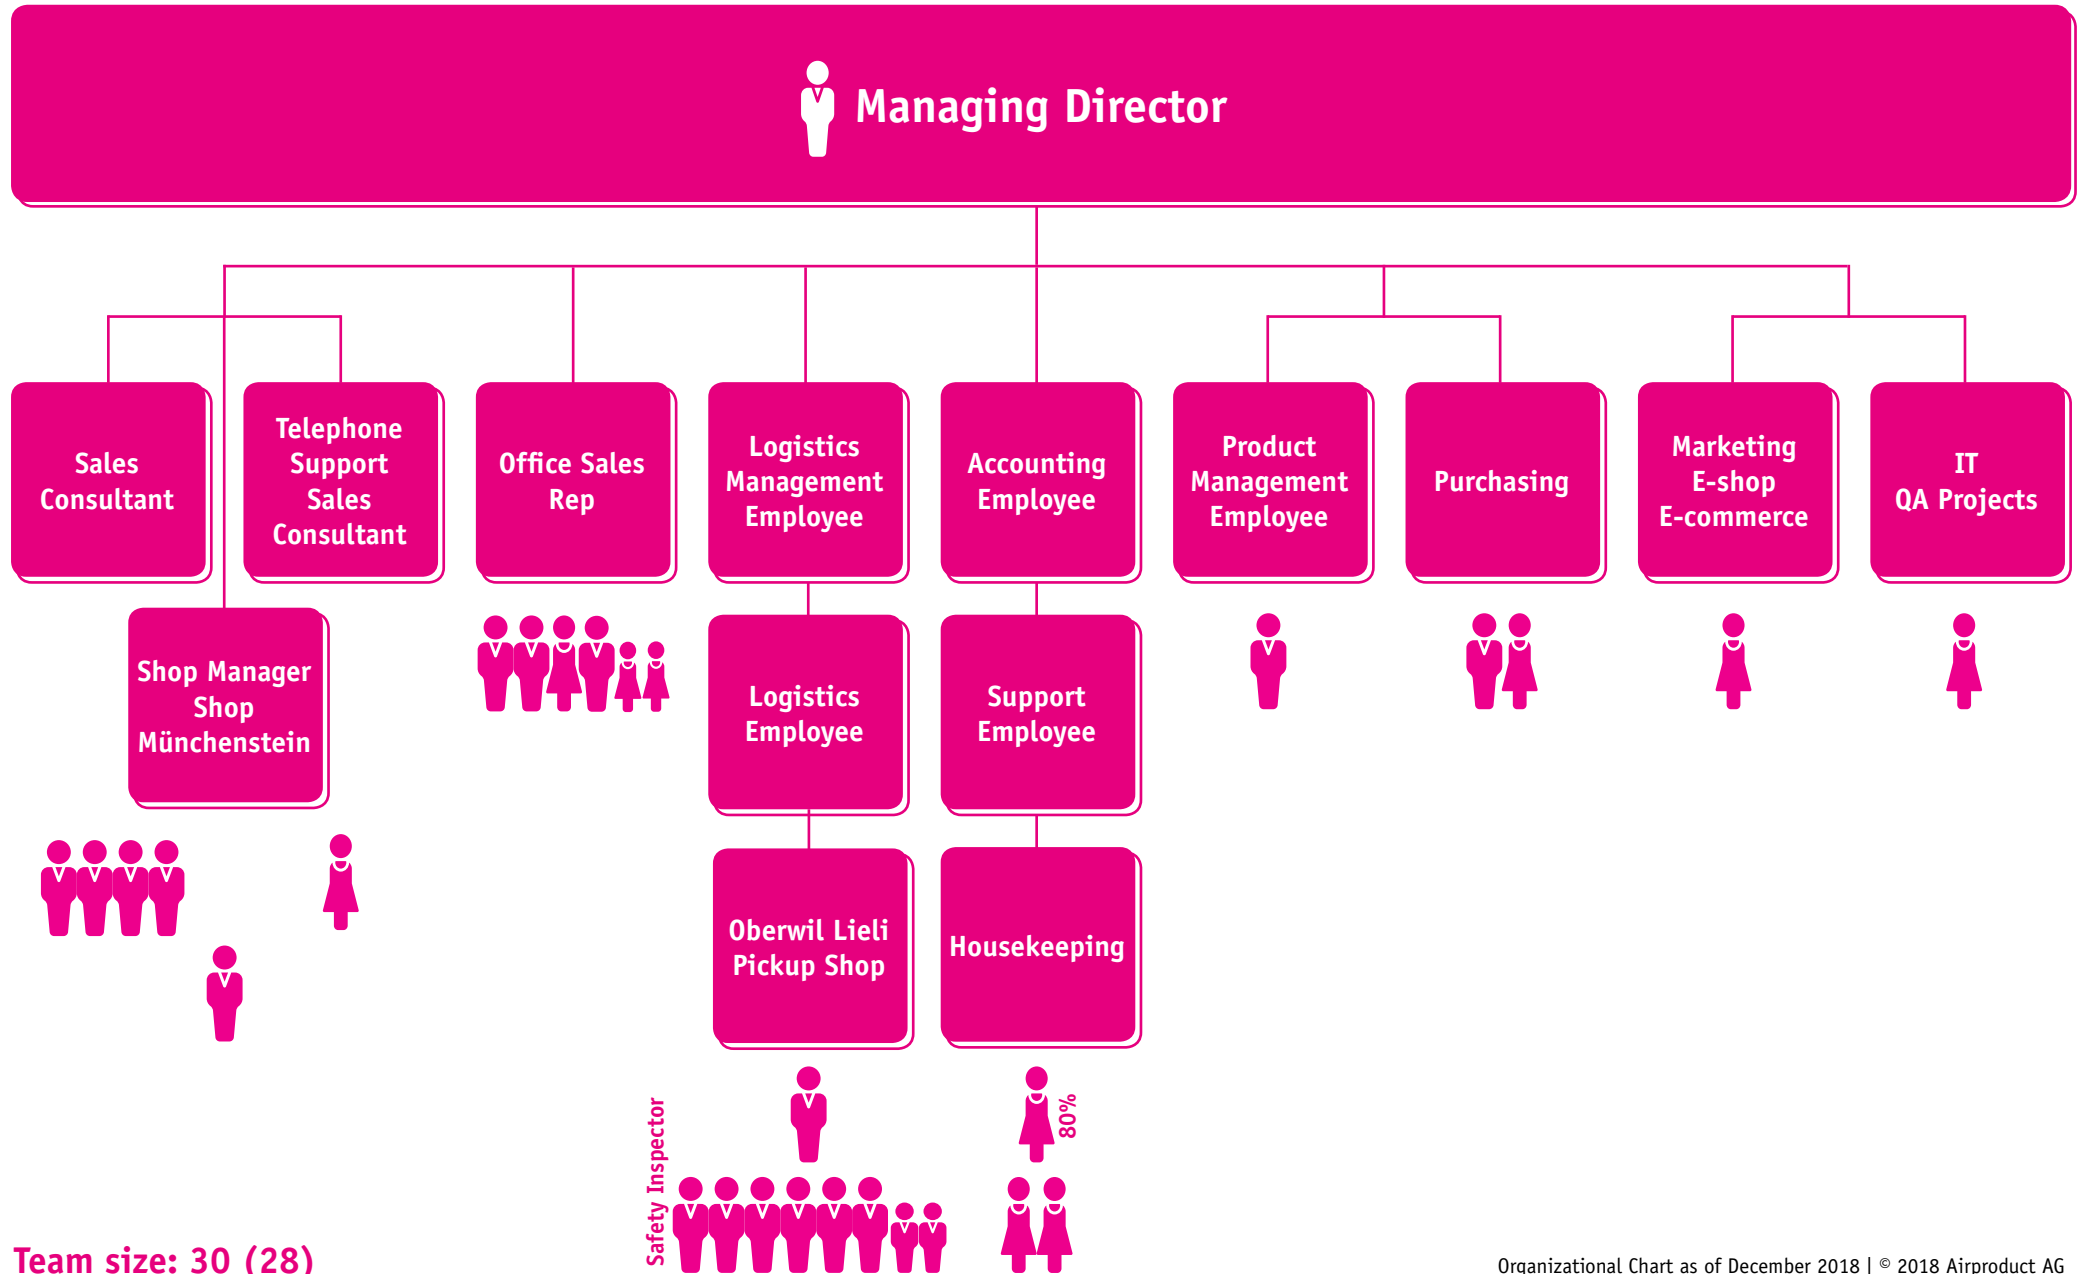 Managing Director
Sales
Consultant
Telephone
Support
Sales
Consultant
Office Sales
Rep
Logistics
Management
Employee
Accounting
Employee
Product
Management
Employee
Purchasing
Marketing
E-shop
E-commerce
IT
QA Projects
Shop Manager
Shop
Münchenstein
Logistics
Employee
Support
Employee
Oberwil Lieli
Pickup Shop
Housekeeping
80%
Safety Inspector
Team size: 30 (28)
Organizational Chart as of December 2018 | © 2018 Airproduct AG